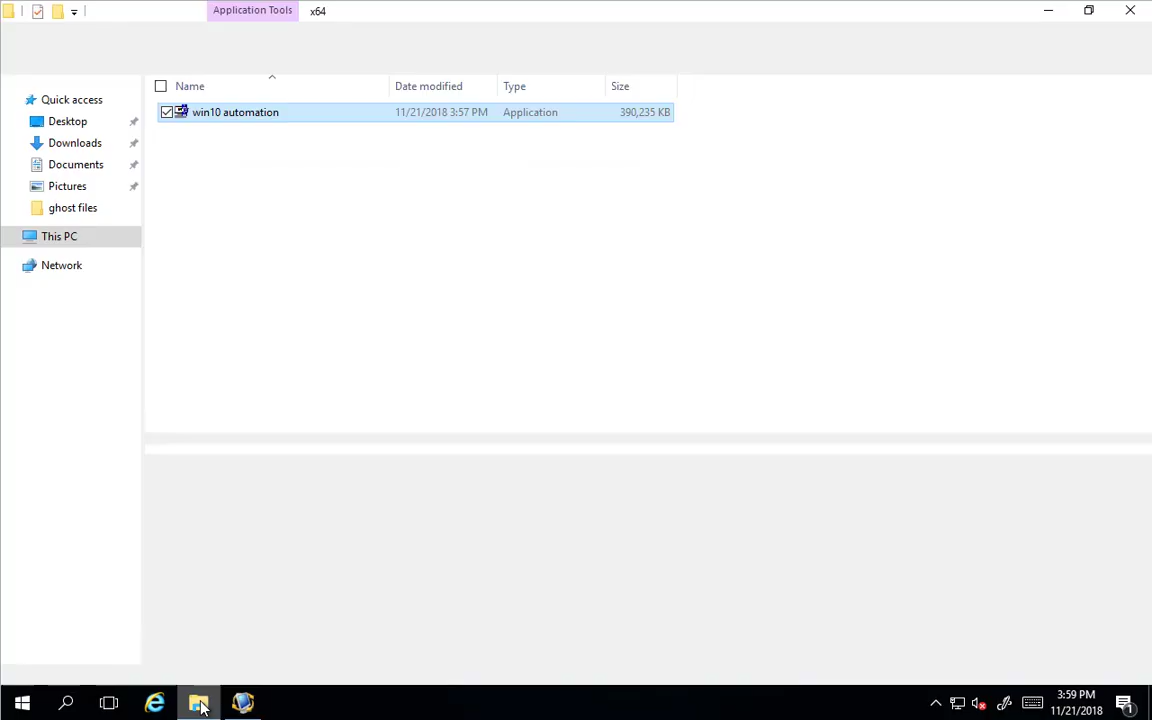 Application Tools x64
Name Date modified Type Size
Quick access
win10 automation 11/21/2018 3:57 PM Application 390,235 KB
Desktop
Downloads
Documents
Pictures
ghost files
This PC
Network
3:59 PM
11/21/2018
1